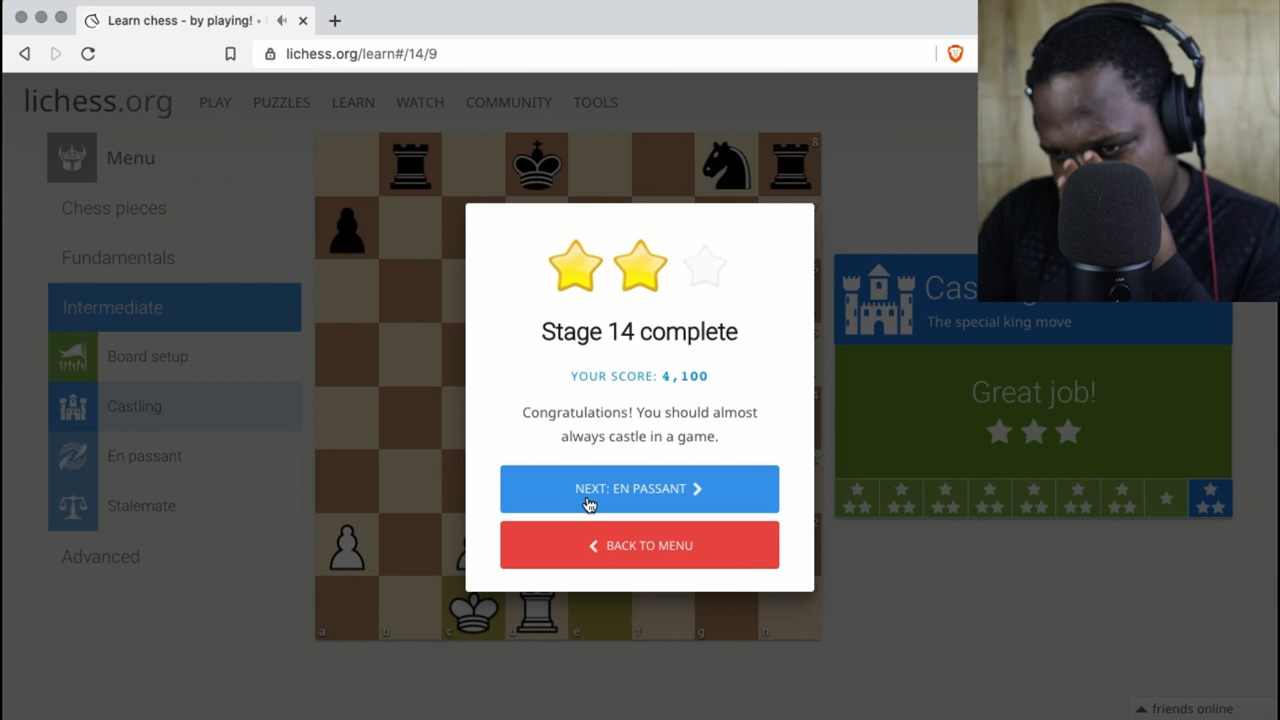 Learn chess - by playing! •
lichess.org/learn#/14/9
lichess.org PLAY PUZZLES LEARN WATCH COMMUNITY TOOLS
Menu
Chess pieces
Fundamentals
Intermediate
Board setup
Castling
En passant
Stalemate
Advanced
8
a b c d e f g h
Stage 14 complete
YOUR SCORE: 4,100
Congratulations! You should almost
always castle in a game.
NEXT: EN PASSANT
BACK TO MENU
The special king move
Great job!
friends online